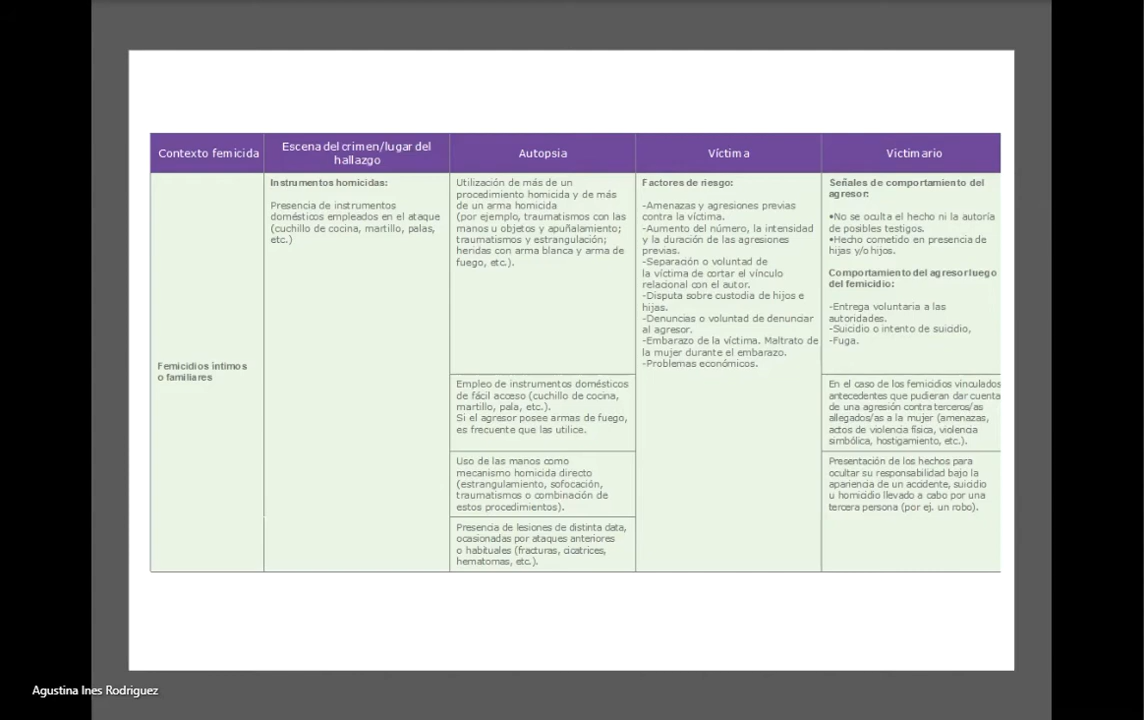 Contexto femicida
Escena del crimen/lugar del
hallazgo
Autopsia
Víctima
Victimario
Femicidios íntimos
o familiares
Instrumentos homicidas:
Presencia de instrumentos
domésticos empleados en el ataque
(cuchillo de cocina, martillo, palas,
etc.)
Utilización de más de un
procedimiento homicida y de más
de un arma homicida
(por ejemplo, traumatismos con las
manos u objetos y apuñalamiento;
traumatismos y estrangulación;
heridas con arma blanca y arma de
fuego, etc.).
Empleo de instrumentos domésticos
de fácil acceso (cuchillo de cocina,
martillo, pala, etc.).
Si el agresor posee armas de fuego,
es frecuente que las utilice.
Uso de las manos como
mecanismo homicida directo
(estrangulamiento, sofocación,
traumatismos o combinación de
estos procedimientos).
Presencia de lesiones de distinta data,
ocasionadas por ataques anteriores
o habituales (fracturas, cicatrices,
hematomas, etc.).
Factores de riesgo:
-Amenazas y agresiones previas
contra la víctima.
-Aumento del número, la intensidad
y la duración de las agresiones
previas.
-Separación o voluntad de
la víctima de cortar el vínculo
relacional con el autor.
-Disputa sobre custodia de hijos e
hijas.
-Denuncias o voluntad de denunciar
al agresor.
-Embarazo de la víctima. Maltrato de
la mujer durante el embarazo.
-Problemas económicos.
Señales de comportamiento del
agresor:
•No se oculta el hecho ni la autoría
de posibles testigos.
•Hecho cometido en presencia de
hijas y/o hijos.
Comportamiento del agresor luego
del femicidio:
-Entrega voluntaria a las
autoridades.
-Suicidio o intento de suicidio,
-Fuga.
En el caso de los femicidios vinculados
antecedentes que pudieran dar cuenta
de una agresión contra terceros/as
allegados/as a la mujer (amenazas,
actos de violencia física, violencia
simbólica, hostigamiento, etc.).
Presentación de los hechos para
ocultar su responsabilidad bajo la
apariencia de un accidente, suicidio
u homicidio llevado a cabo por una
tercera persona (por ej. un robo).
Agustina Ines Rodriguez